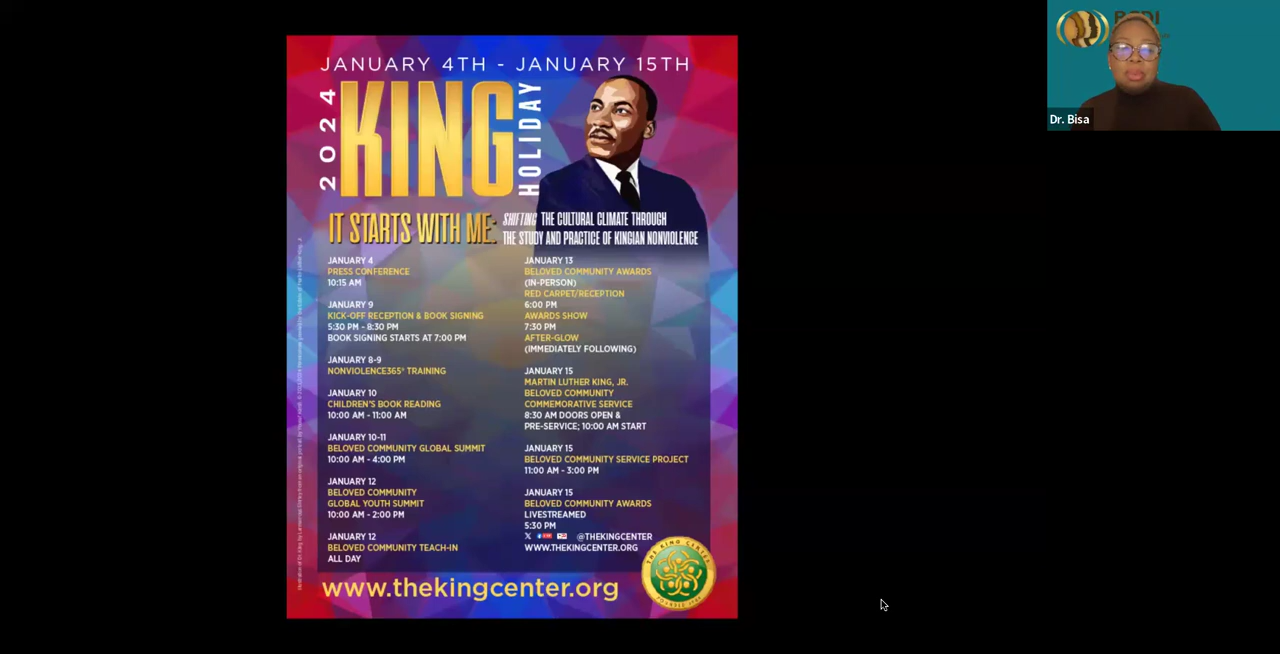 JANUARY 4TH - JANUARY 15TH
2024
KING
HOLIDAY
IT STARTS WITH ME:
SHIFTING THE CULTURAL CLIMATE THROUGH
THE STUDY AND PRACTICE OF KINGIAN NONVIOLENCE
JANUARY 4
PRESS CONFERENCE
10:15 AM
JANUARY 9
KICK-OFF RECEPTION & BOOK SIGNING
5:30 PM - 8:30 PM
BOOK SIGNING STARTS AT 7:00 PM
JANUARY 8-9
NONVIOLENCE365® TRAINING
JANUARY 10
CHILDREN'S BOOK READING
10:00 AM - 11:00 AM
JANUARY 10-11
BELOVED COMMUNITY GLOBAL SUMMIT
10:00 AM - 4:00 PM
JANUARY 12
BELOVED COMMUNITY
GLOBAL YOUTH SUMMIT
10:00 AM - 2:00 PM
JANUARY 12
BELOVED COMMUNITY TEACH-IN
ALL DAY
JANUARY 13
BELOVED COMMUNITY AWARDS
(IN-PERSON)
RED CARPET/RECEPTION
6:00 PM
AWARDS SHOW
7:30 PM
AFTER-GLOW
(IMMEDIATELY FOLLOWING)
JANUARY 15
MARTIN LUTHER KING, JR.
BELOVED COMMUNITY
COMMEMORATIVE SERVICE
8:30 AM DOORS OPEN &
PRE-SERVICE; 10:00 AM START
JANUARY 15
BELOVED COMMUNITY SERVICE PROJECT
11:00 AM - 3:00 PM
JANUARY 15
BELOVED COMMUNITY AWARDS
LIVESTREAMED
5:30 PM
@THEKINGCENTER
WWW.THEKINGCENTER.ORG
THE KING CENTER
www.thekingcenter.org
Dr. Bisa